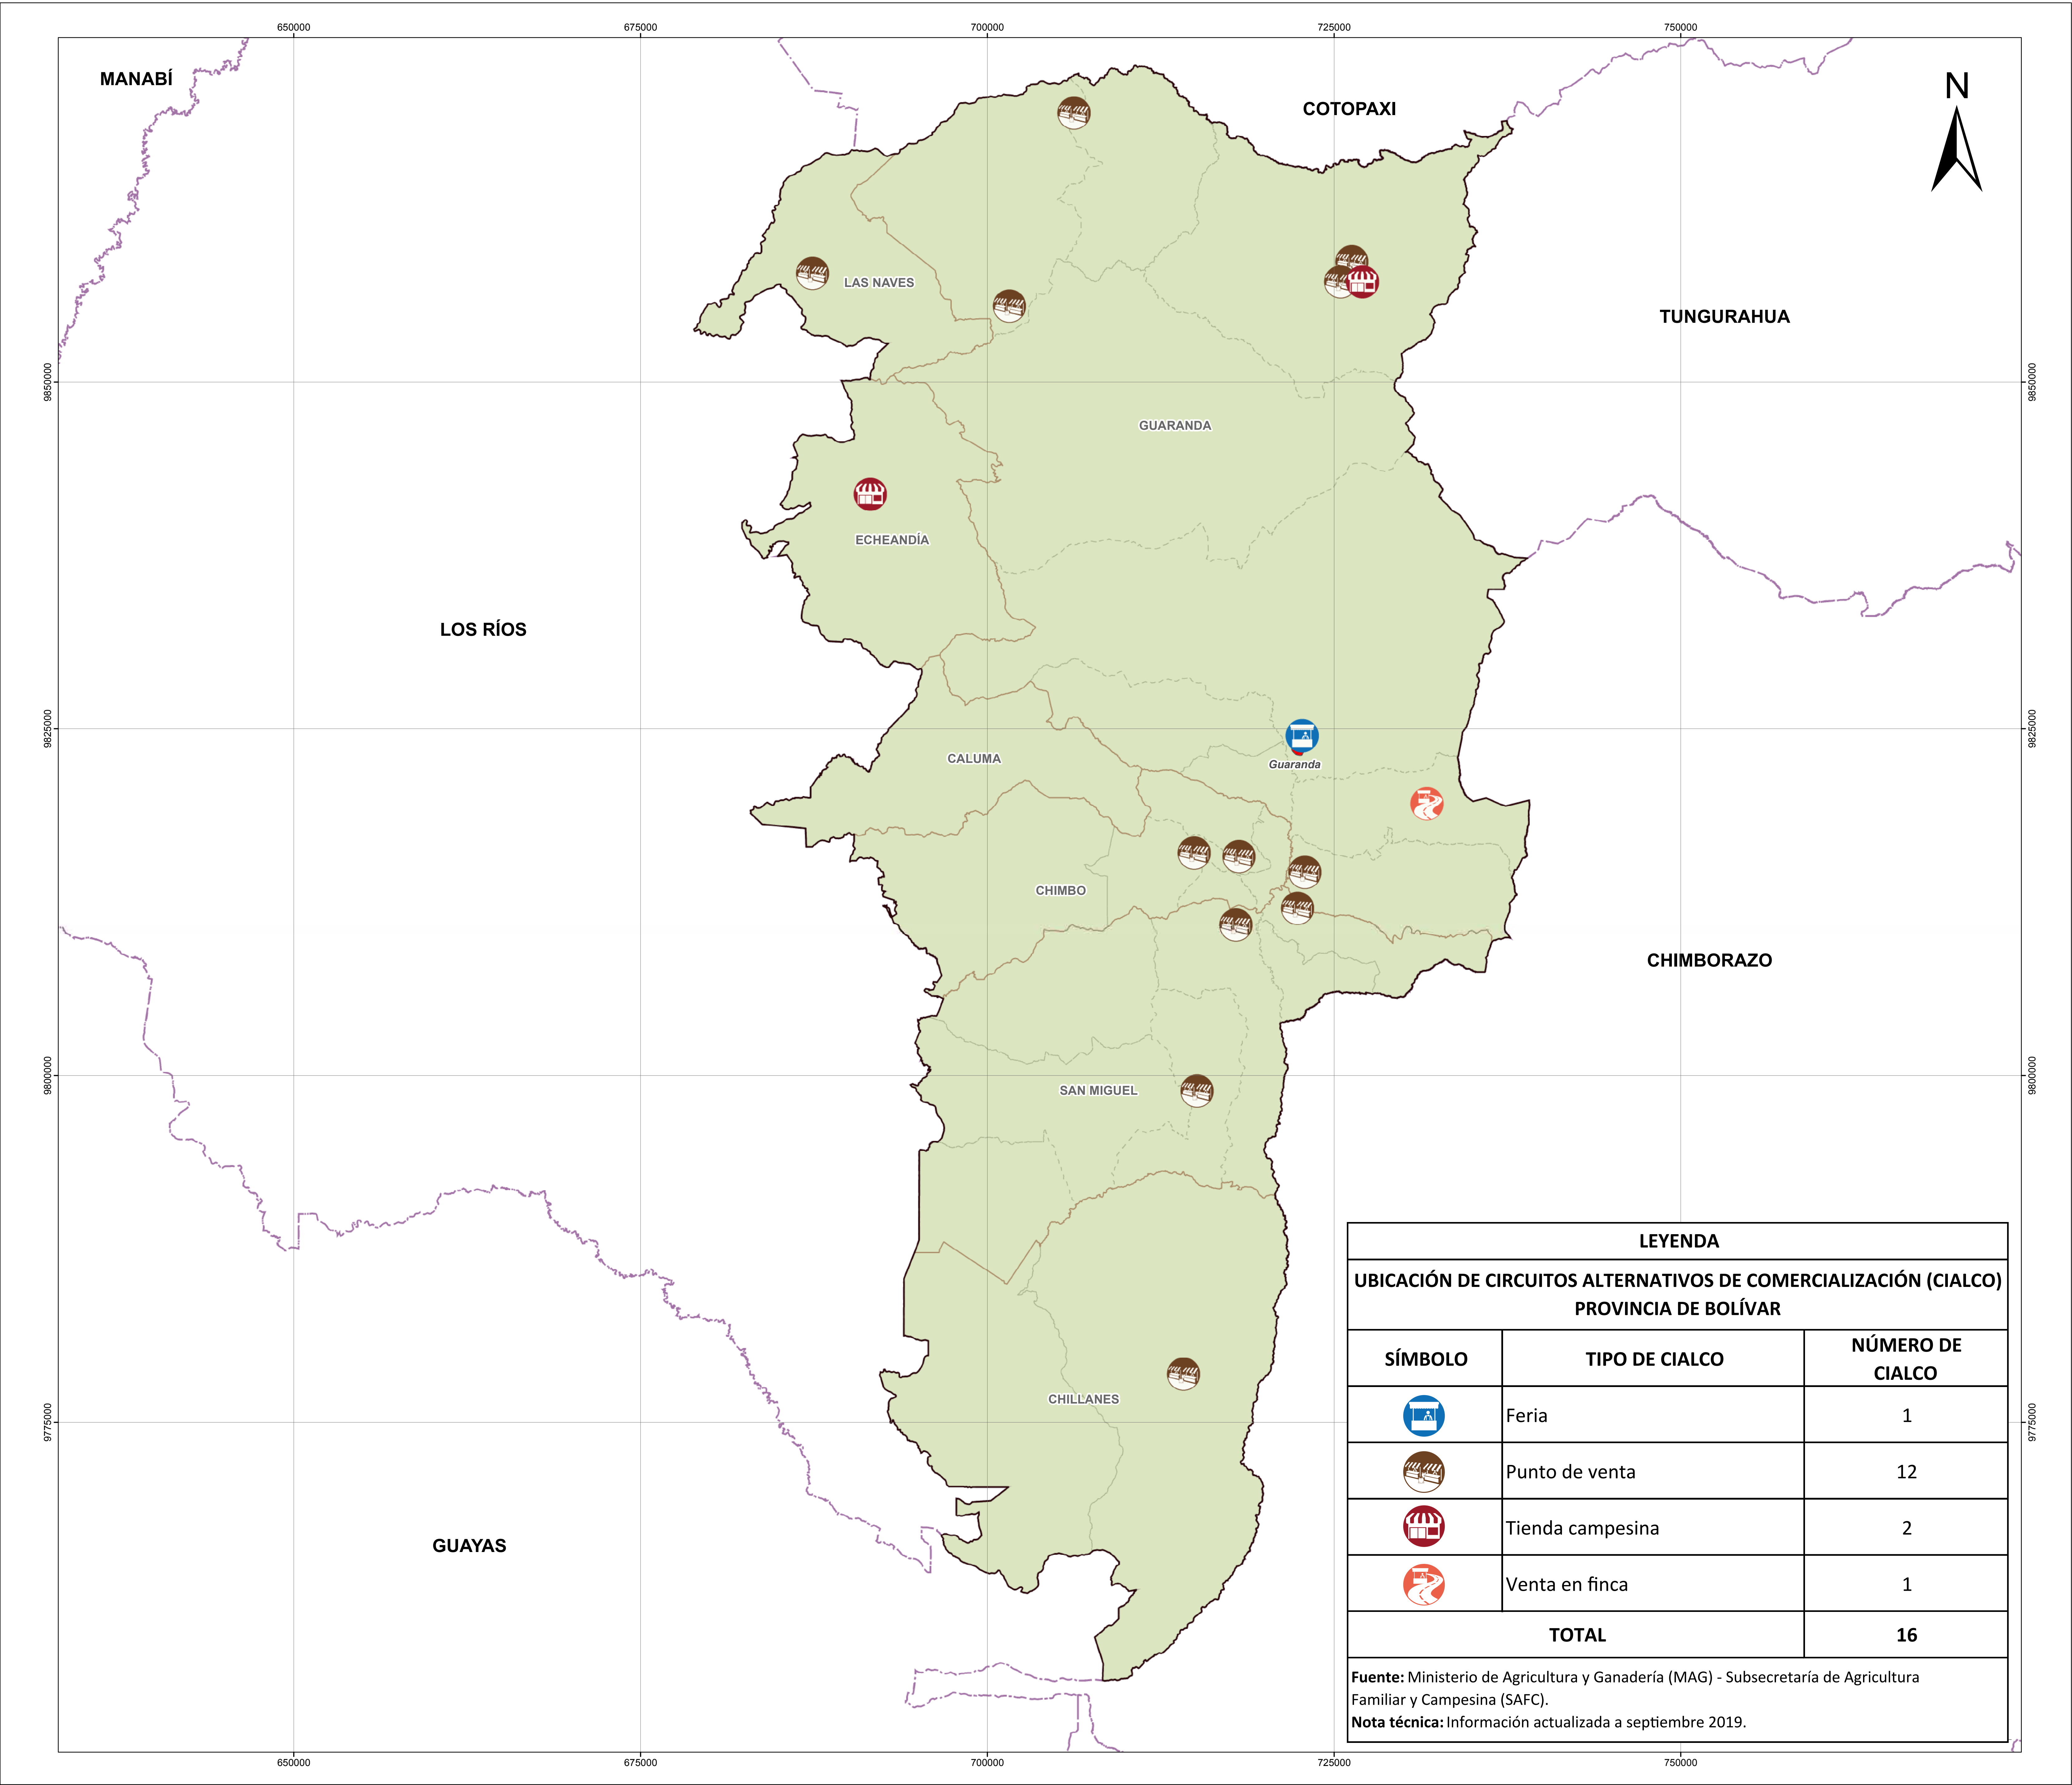 650000
675000
700000
725000
750000
MANABÍ
COTOPAXI
N
LAS NAVES
TUNGURAHUA
9850000
9850000
GUARANDA
ECHEANDÍA
LOS RÍOS
9825000
9825000
CALUMA
Guaranda
CHIMBO
CHIMBORAZO
9800000
9800000
SAN MIGUEL
CHILLANES
9775000
9775000
GUAYAS
LEYENDA
UBICACIÓN DE CIRCUITOS ALTERNATIVOS DE COMERCIALIZACIÓN (CIALCO)
PROVINCIA DE BOLÍVAR
SÍMBOLO
TIPO DE CIALCO
NÚMERO DE
CIALCO
Feria
1
Punto de venta
12
Tienda campesina
2
Venta en finca
1
TOTAL
16
Fuente: Ministerio de Agricultura y Ganadería (MAG) - Subsecretaría de Agricultura
Familiar y Campesina (SAFC).
Nota técnica: Información actualizada a septiembre 2019.
650000
675000
700000
725000
750000